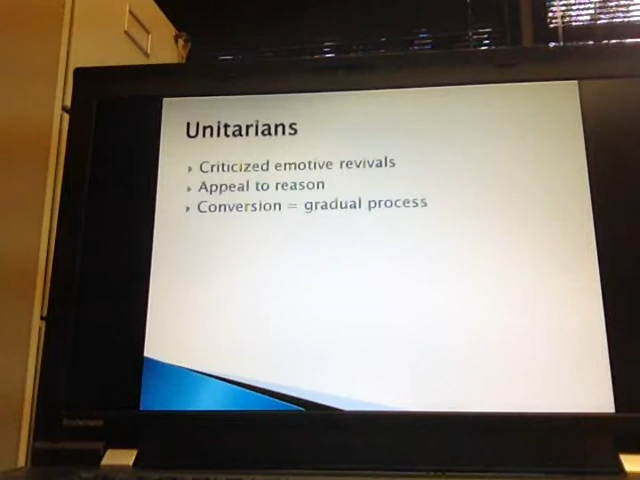 Unitarians
Criticized emotive revivals
Appeal to reason
Conversion = gradual process